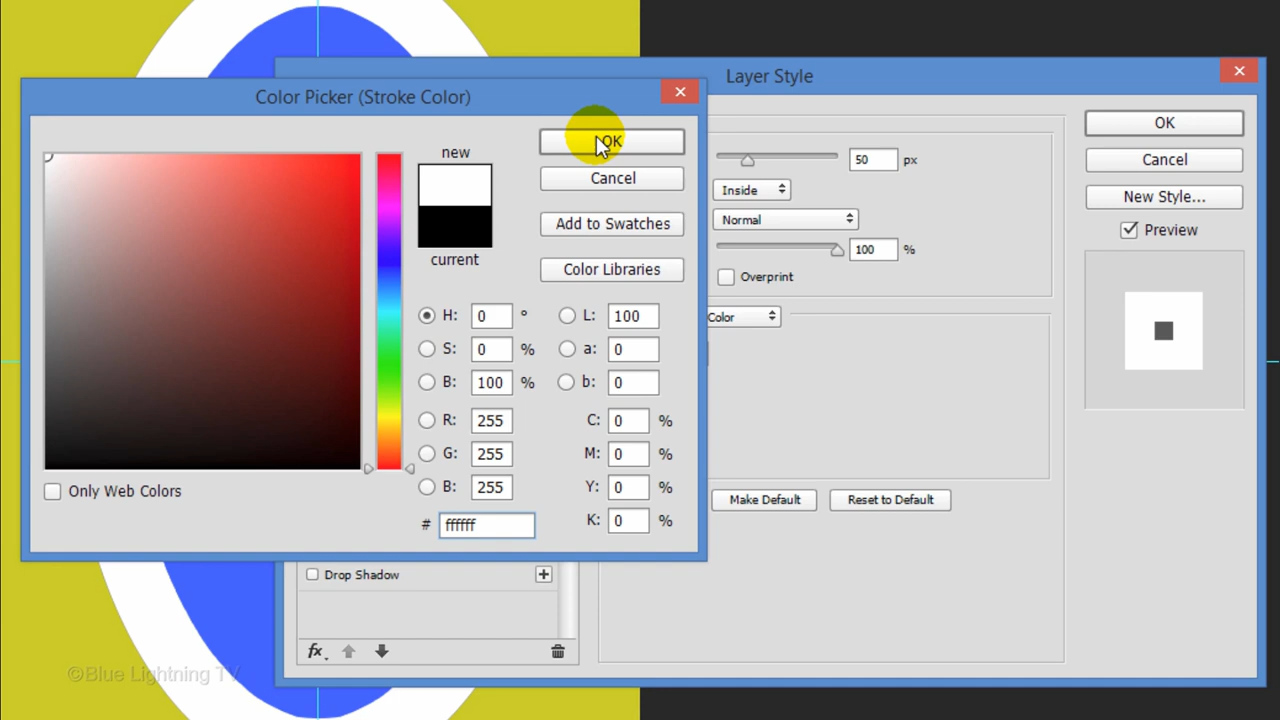 Layer Style
Color Picker (Stroke Color)
OK
Cancel
Add to Swatches
Color Libraries
new
current
H: 0 °
S: 0 %
B: 100 %
R: 255
G: 255
B: 255
# ffffff
L: 100
a: 0
b: 0
C: 0 %
M: 0 %
Y: 0 %
K: 0 %
Only Web Colors
50 px
Inside
Normal
100 %
Overprint
Color
Make Default
Reset to Default
OK
Cancel
New Style...
Preview
Drop Shadow
fx
©Blue Lightning TV